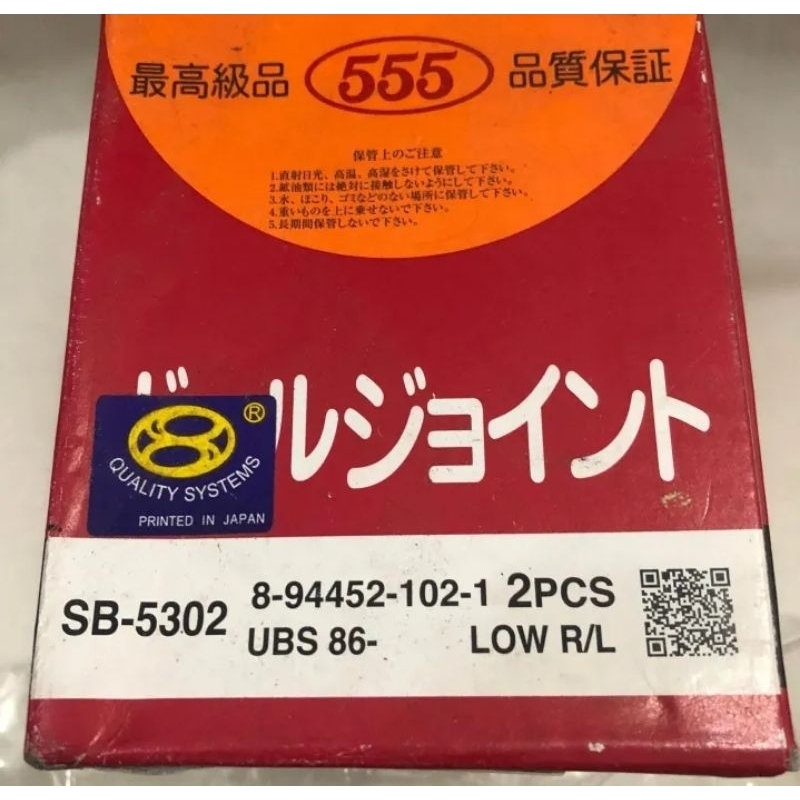 最高級品 555 品質保証
保管上のご注意
1.直射日光、高温、高湿をさけて保管して下さい。
2.鉱油類には絶対に接触しないようにして下さい。
3.水、ほこり、ゴミなどのない場所に保管して下さい。
4.重いものを上に乗せないで下さい。
5.長期間保管しないで下さい。
ルジョイント
®
QUALITY SYSTEMS
PRINTED IN JAPAN
SB-5302
8-94452-102-1 2PCS
UBS 86- LOW R/L